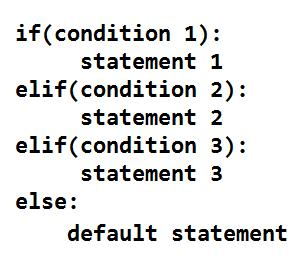 if(condition 1):
statement 1
elif(condition 2):
statement 2
elif(condition 3):
statement 3
else:
default statement